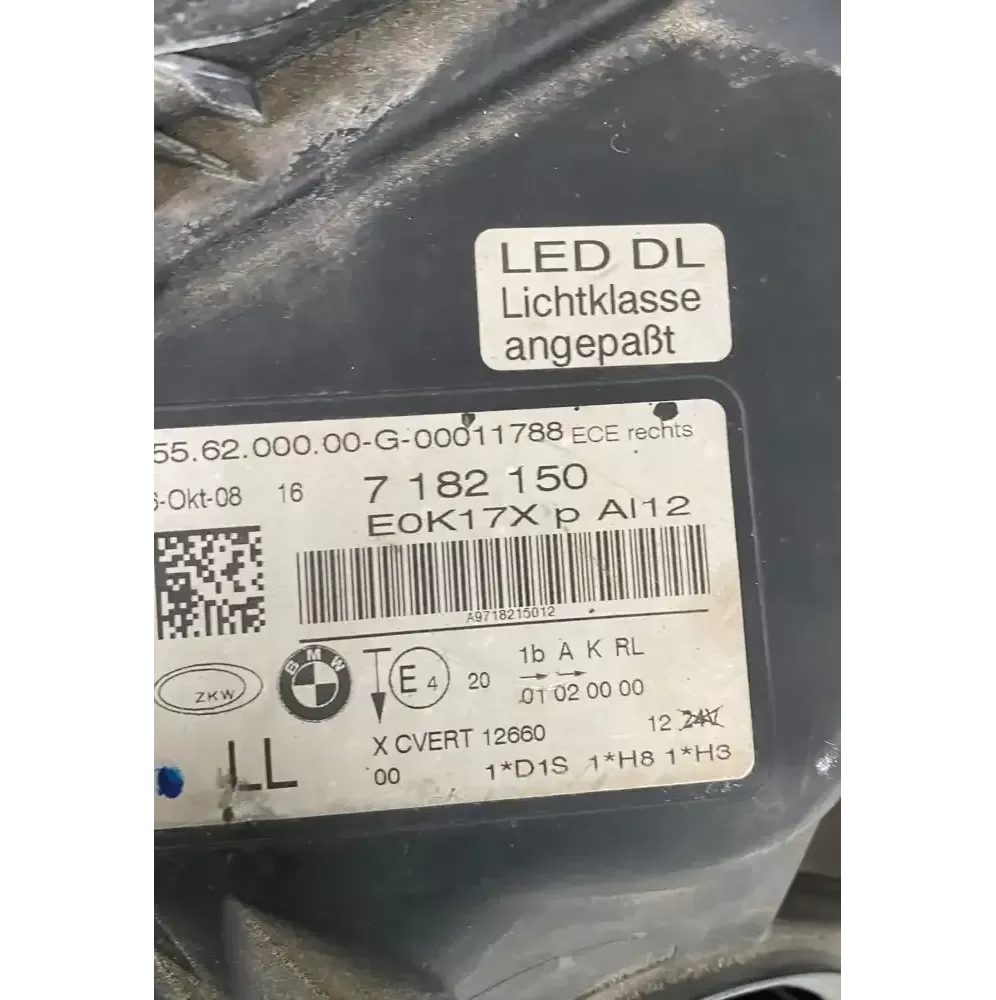 LED DL
Lichtklasse
angepaßt
55.62.000.00-G-00011788 ECE rechts
-Okt-08 16 7 182 150
E0K17X p AI12
A9718215012
1b A K RL
ZKW BMW E4 20
01 02 00 00
X CVERT 12660 12 24V
LL 00 1*D1S 1*H8 1*H3